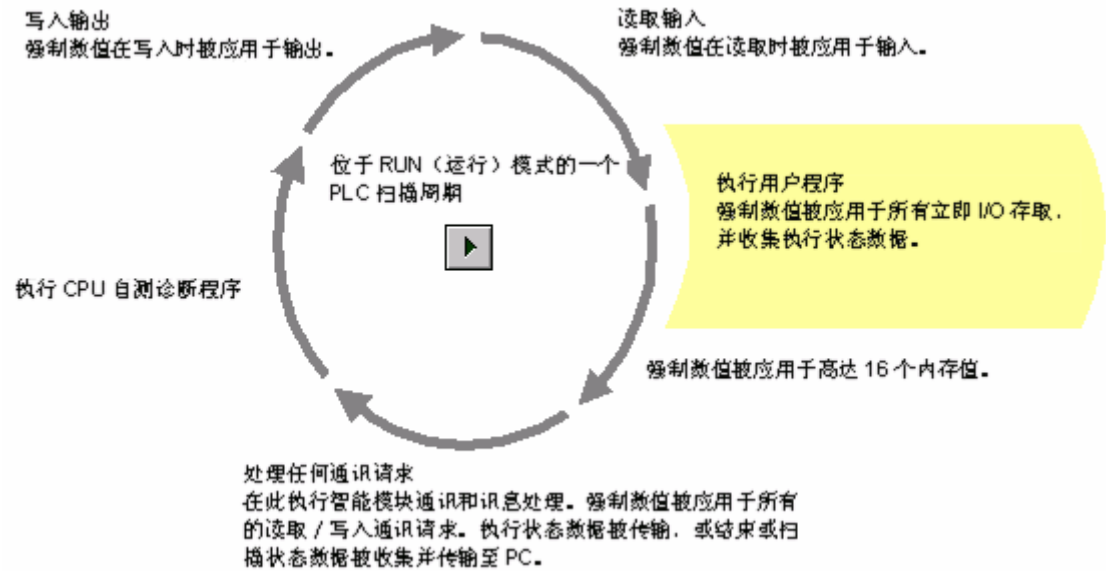 写入输出
强制数值在写入时被应用于输出。
读取输入
强制数值在读取时被应用于输入。
位于 RUN（运行）模式的一个
PLC 扫描周期
执行用户程序
强制数值被应用于所有立即 I/O 存取，
并收集执行状态数据。
执行 CPU 自测诊断程序
强制数值被应用于高达 16 个内存值。
处理任何通讯请求
在此执行智能模块通讯和讯息处理。强制数值被应用于所有
的读取 / 写入通讯请求。执行状态数据被传输，或结束或扫
描状态数据被收集并传输至 PC。